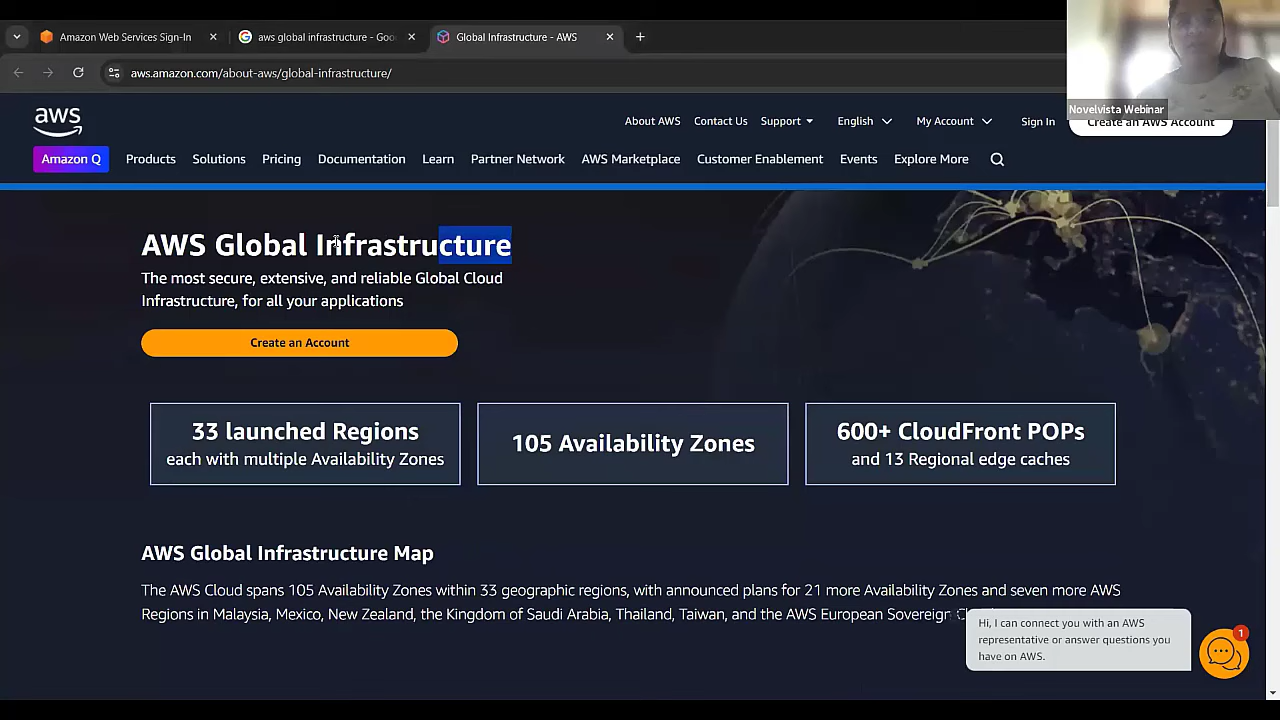 Amazon Web Services Sign-In
aws global infrastructure - Goo
Global Infrastructure - AWS
aws.amazon.com/about-aws/global-infrastructure/
Novelvista Webinar
aws
About AWS
Contact Us
Support
English
My Account
Sign In
Create an AWS Account
Amazon Q
Products
Solutions
Pricing
Documentation
Learn
Partner Network
AWS Marketplace
Customer Enablement
Events
Explore More
AWS Global Infrastructure
The most secure, extensive, and reliable Global Cloud
Infrastructure, for all your applications
Create an Account
33 launched Regions
each with multiple Availability Zones
105 Availability Zones
600+ CloudFront POPs
and 13 Regional edge caches
AWS Global Infrastructure Map
The AWS Cloud spans 105 Availability Zones within 33 geographic regions, with announced plans for 21 more Availability Zones and seven more AWS
Regions in Malaysia, Mexico, New Zealand, the Kingdom of Saudi Arabia, Thailand, Taiwan, and the AWS European Sovereign
Hi, I can connect you with an AWS
representative or answer questions you
have on AWS.
1